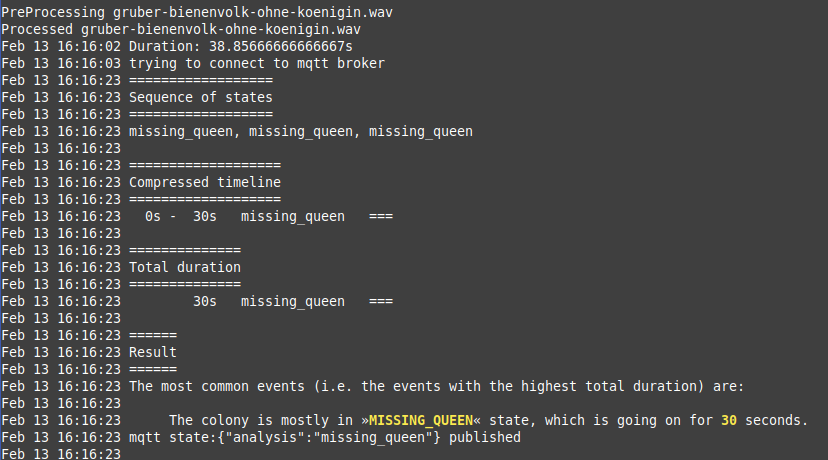 PreProcessing gruber-bienenvolk-ohne-koenigin.wav
Processed gruber-bienenvolk-ohne-koenigin.wav
Feb 13 16:16:02 Duration: 38.85666666666667s
Feb 13 16:16:03 trying to connect to mqtt broker
Feb 13 16:16:23 ==================
Feb 13 16:16:23 Sequence of states
Feb 13 16:16:23 ==================
Feb 13 16:16:23 missing_queen, missing_queen, missing_queen
Feb 13 16:16:23
Feb 13 16:16:23 ===================
Feb 13 16:16:23 Compressed timeline
Feb 13 16:16:23 ===================
Feb 13 16:16:23   0s -  30s   missing_queen   ===
Feb 13 16:16:23
Feb 13 16:16:23 ==============
Feb 13 16:16:23 Total duration
Feb 13 16:16:23 ==============
Feb 13 16:16:23         30s   missing_queen   ===
Feb 13 16:16:23
Feb 13 16:16:23 ======
Feb 13 16:16:23 Result
Feb 13 16:16:23 ======
Feb 13 16:16:23 The most common events (i.e. the events with the highest total duration) are:
Feb 13 16:16:23
Feb 13 16:16:23      The colony is mostly in »MISSING_QUEEN« state, which is going on for 30 seconds.
Feb 13 16:16:23 mqtt state:{"analysis":"missing_queen"} published
Feb 13 16:16:23